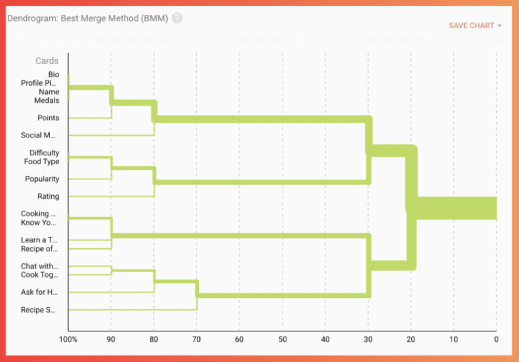 Dendrogram: Best Merge Method (BMM) ?
SAVE CHART
Cards
Bio
Profile Pi...
Name
Medals
Points
Social M...
Difficulty
Food Type
Popularity
Rating
Cooking ...
Know Yo...
Learn a T...
Recipe of...
Chat with...
Cook Tog...
Ask for H...
Recipe S...
100% 90 80 70 60 50 40 30 20 10 0